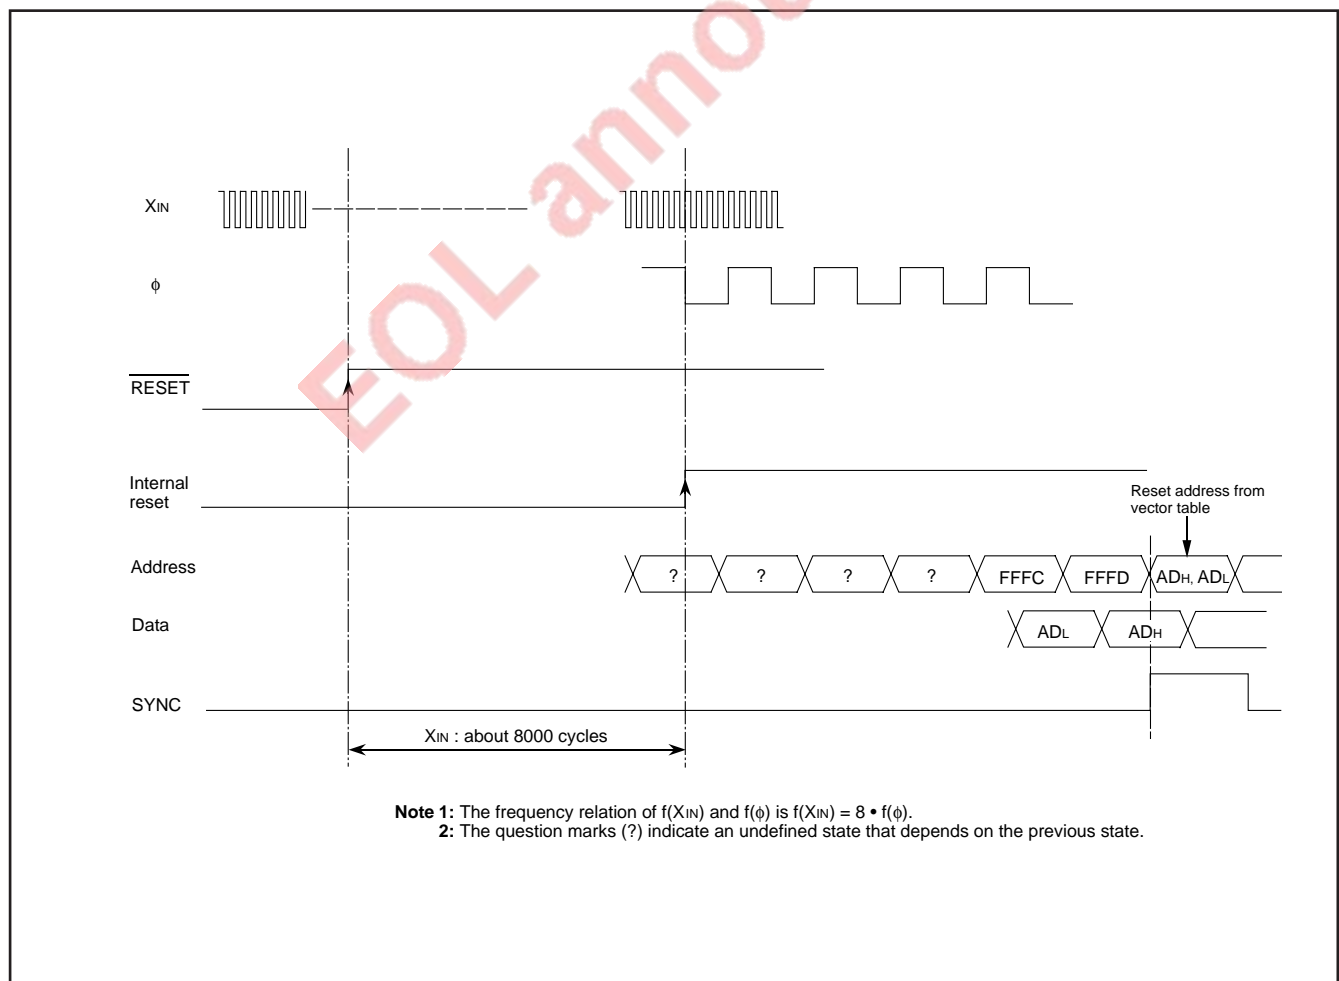 EOL annou
XIN
ϕ
RESET
Internal
reset
Reset address from
vector table
Address
? ? ? ? FFFC FFFD ADH, ADL
Data
ADL ADH
SYNC
XIN : about 8000 cycles
Note 1: The frequency relation of f(XIN) and f(ϕ) is f(XIN) = 8 • f(ϕ).
2: The question marks (?) indicate an undefined state that depends on the previous state.